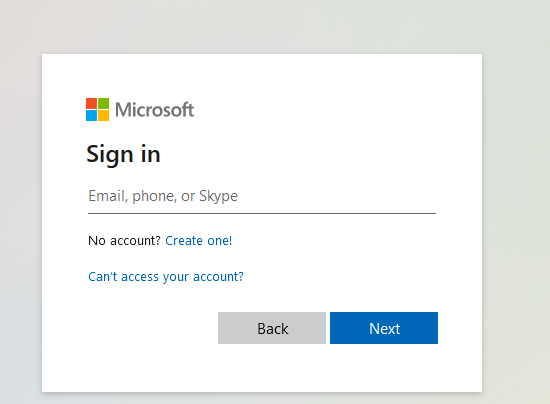 Microsoft
Sign in
Email, phone, or Skype
No account? Create one!
Can't access your account?
Back Next